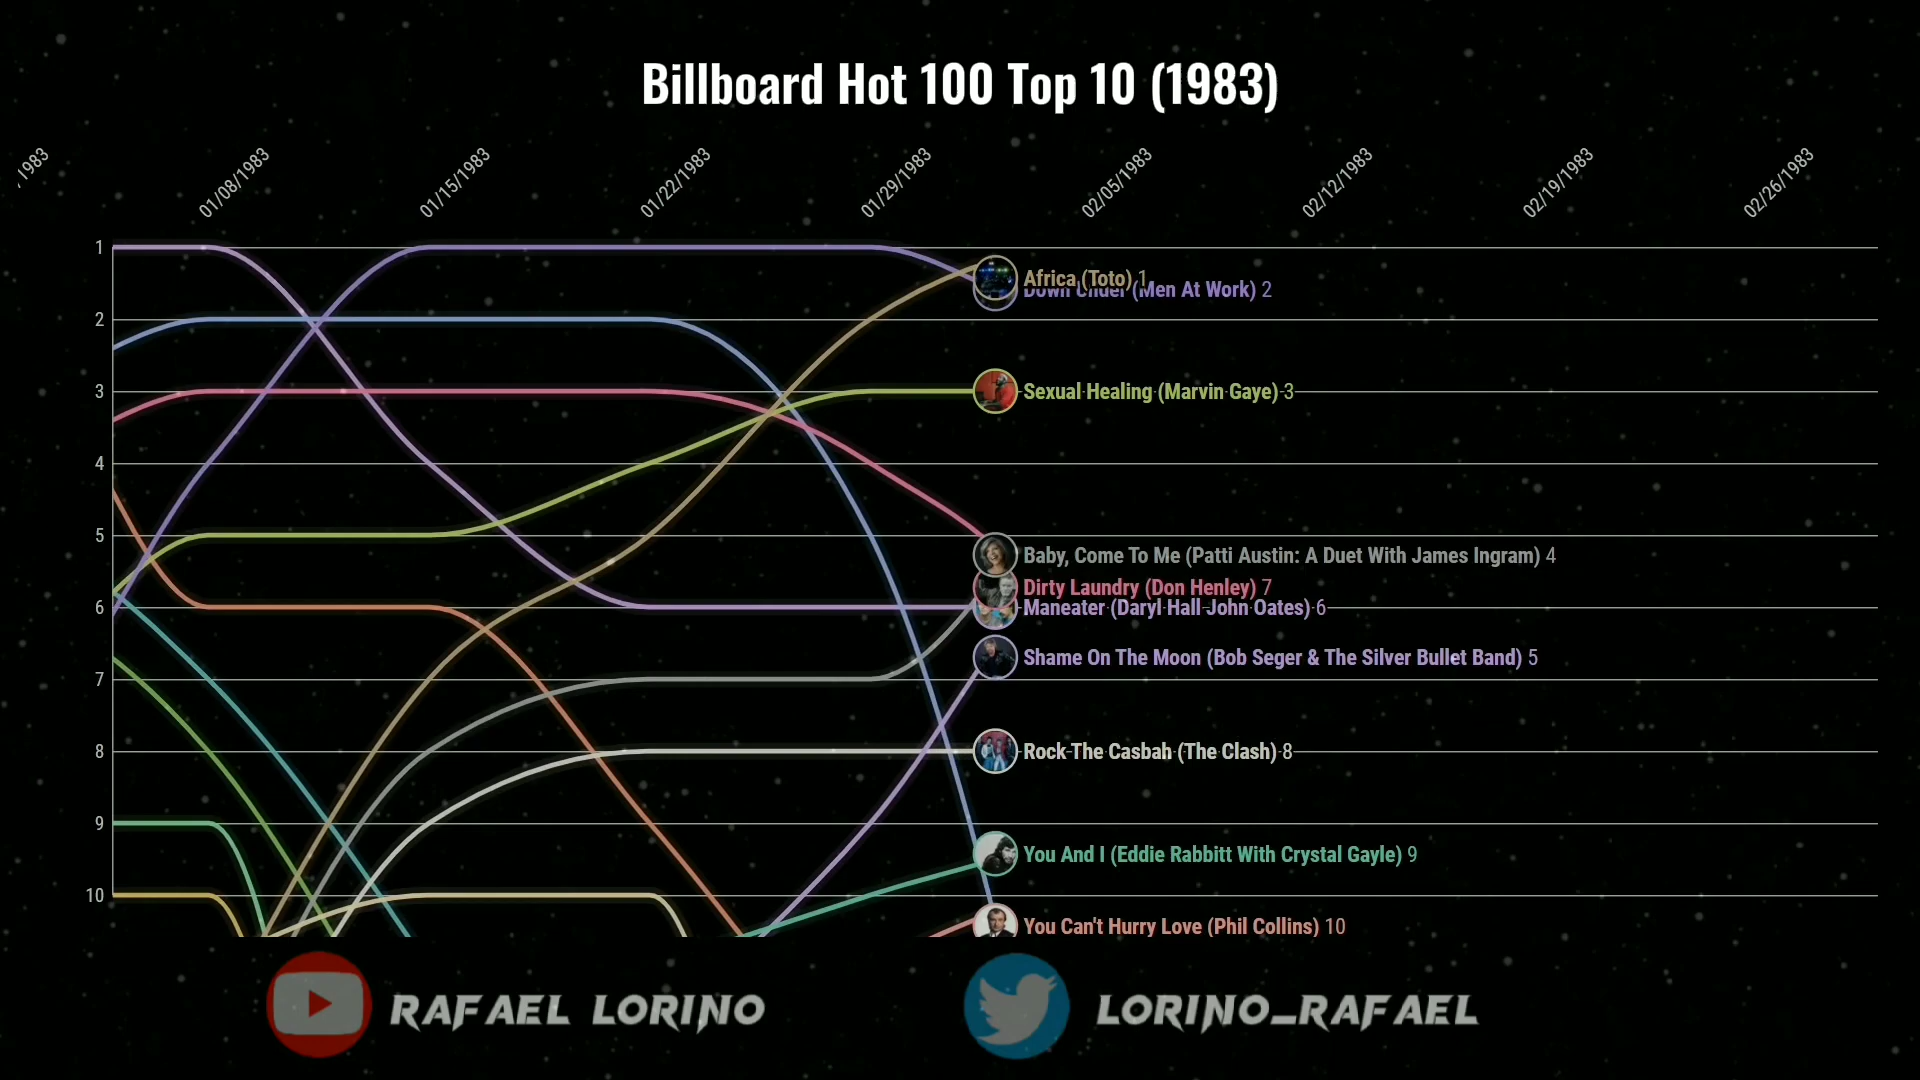 Billboard Hot 100 Top 10 (1983)
/1983
01/08/1983
01/15/1983
01/22/1983
01/29/1983
02/05/1983
02/12/1983
02/19/1983
02/26/1983
1
Africa (Toto) 1
Down Under (Men At Work) 2
2
3
Sexual Healing (Marvin Gaye) 3
4
5
Baby, Come To Me (Patti Austin: A Duet With James Ingram) 4
Dirty Laundry (Don Henley) 7
6
Maneater (Daryl Hall John Oates) 6
Shame On The Moon (Bob Seger & The Silver Bullet Band) 5
7
8
Rock The Casbah (The Clash) 8
9
You And I (Eddie Rabbitt With Crystal Gayle) 9
10
You Can't Hurry Love (Phil Collins) 10
RAFAEL LORINO
LORINO_RAFAEL